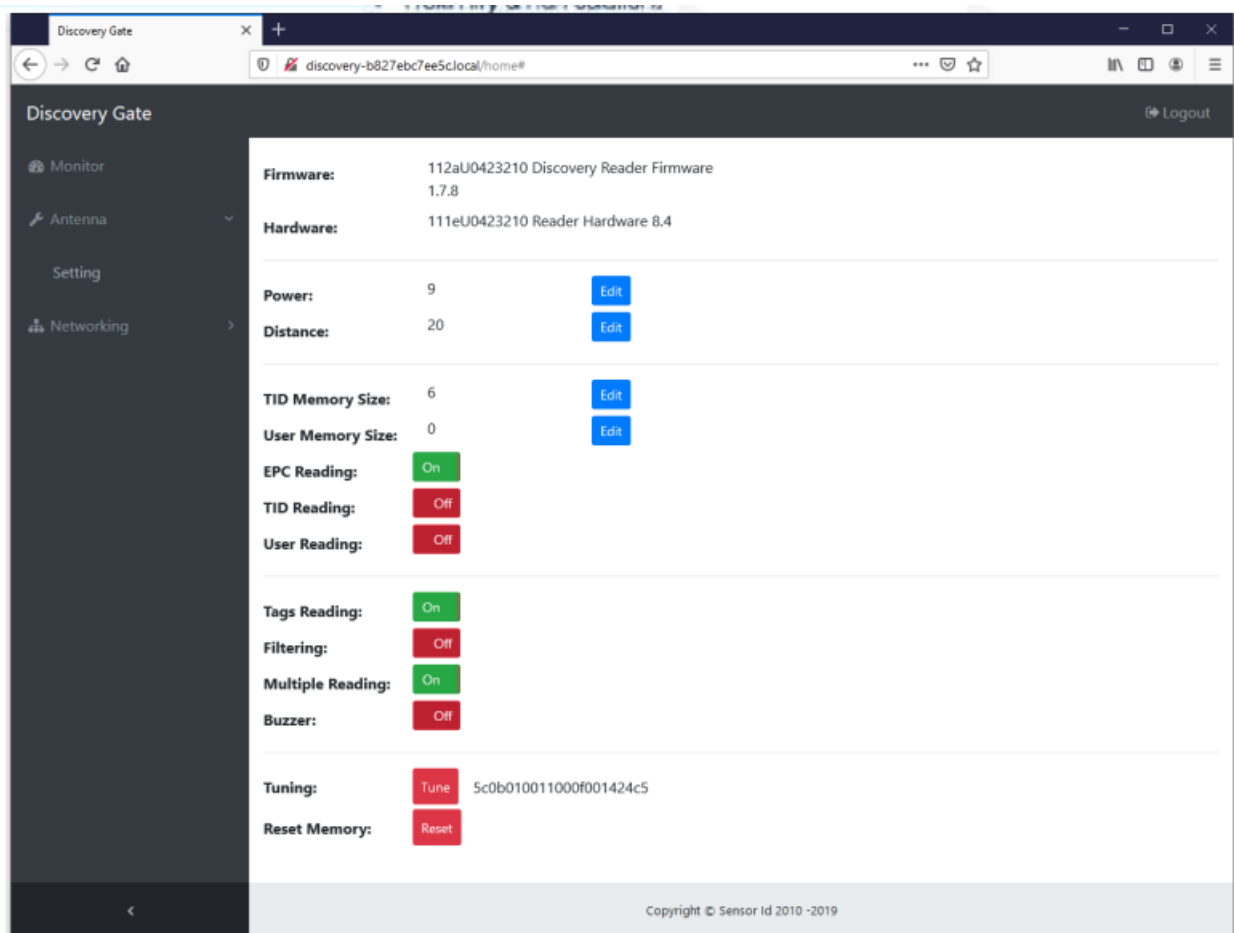 Discovery Gate
discovery-b827ebc7ee5c.local/home#
Discovery Gate
Logout
Monitor
Antenna
Setting
Networking
Firmware: 112aU0423210 Discovery Reader Firmware
1.7.8
Hardware: 111eU0423210 Reader Hardware 8.4
Power: 9 Edit
Distance: 20 Edit
TID Memory Size: 6 Edit
User Memory Size: 0 Edit
EPC Reading: On
TID Reading: Off
User Reading: Off
Tags Reading: On
Filtering: Off
Multiple Reading: On
Buzzer: Off
Tuning: Tune 5c0b010011000f001424c5
Reset Memory: Reset
Copyright © Sensor Id 2010 -2019